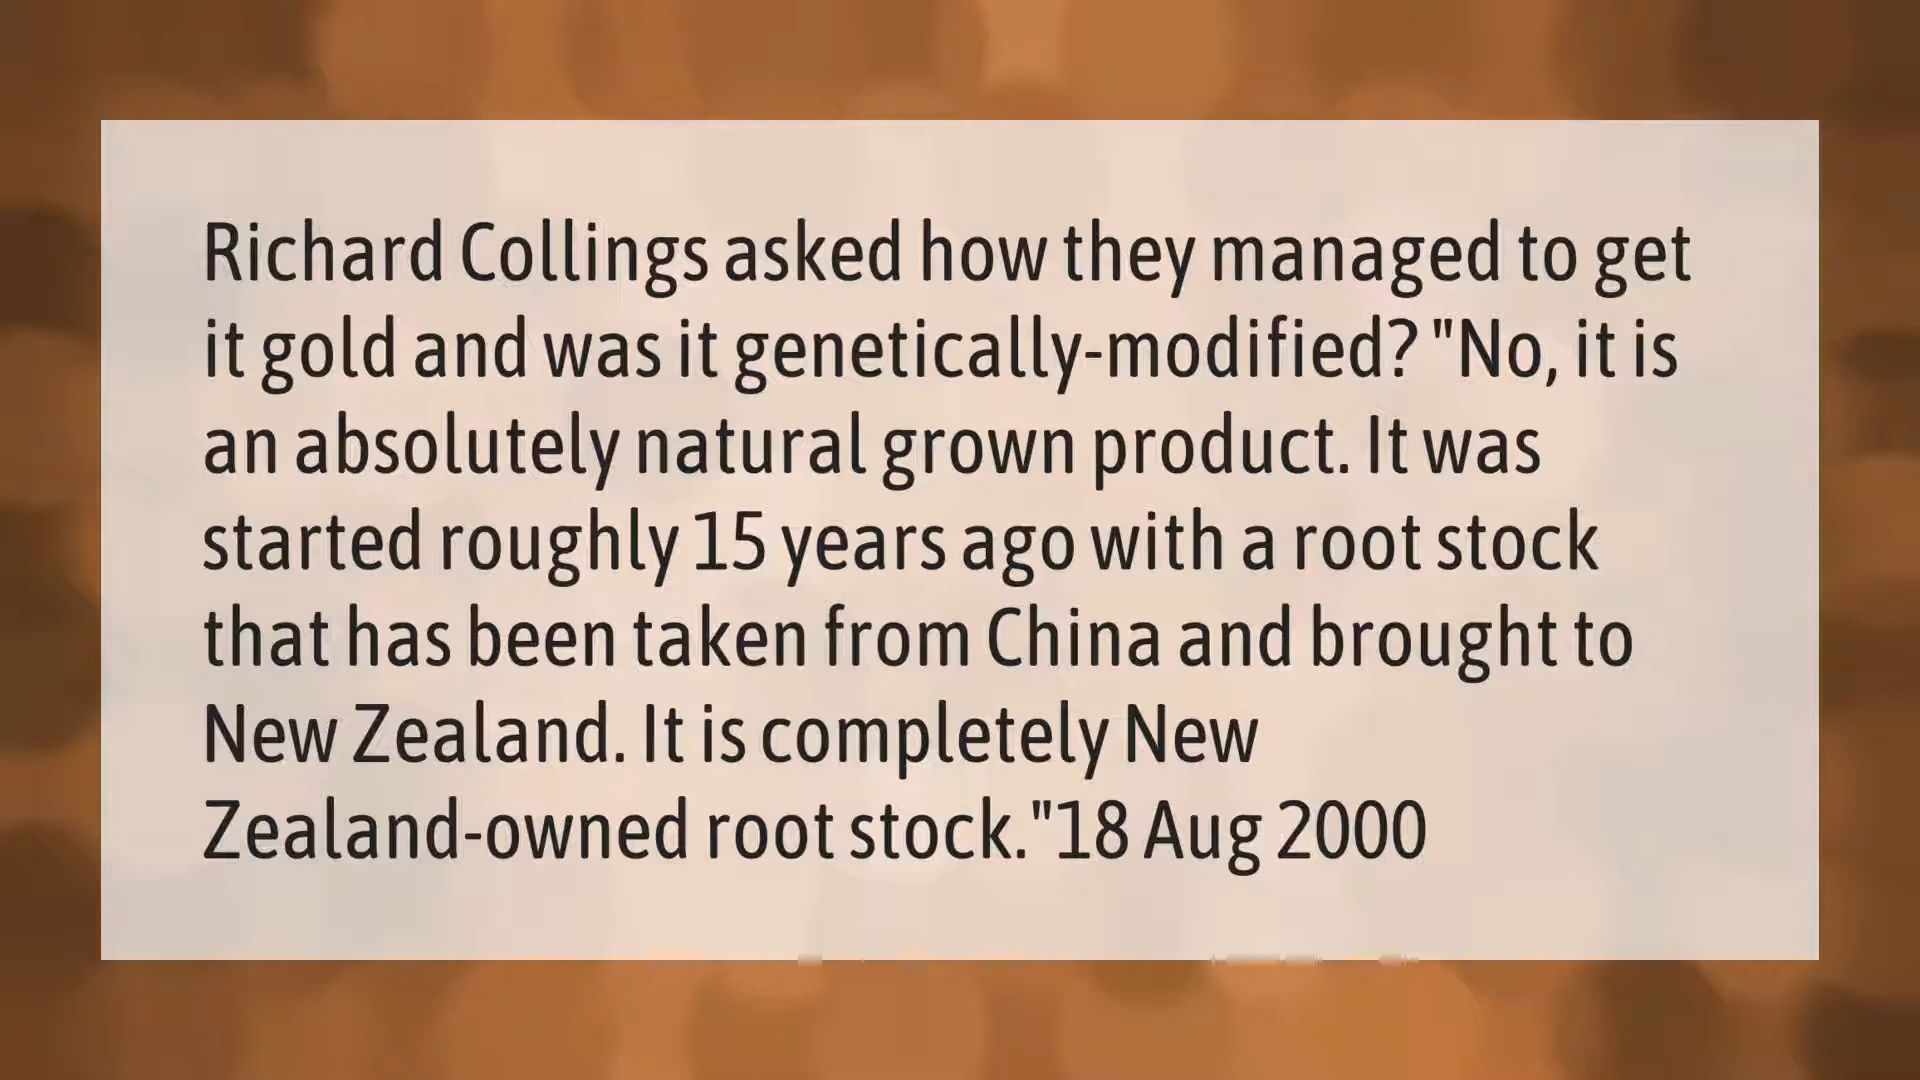 Richard Collings asked how they managed to get
it gold and was it genetically-modified? "No, it is
an absolutely natural grown product. It was
started roughly 15 years ago with a root stock
that has been taken from China and brought to
New Zealand. It is completely New
Zealand-owned root stock."18 Aug 2000